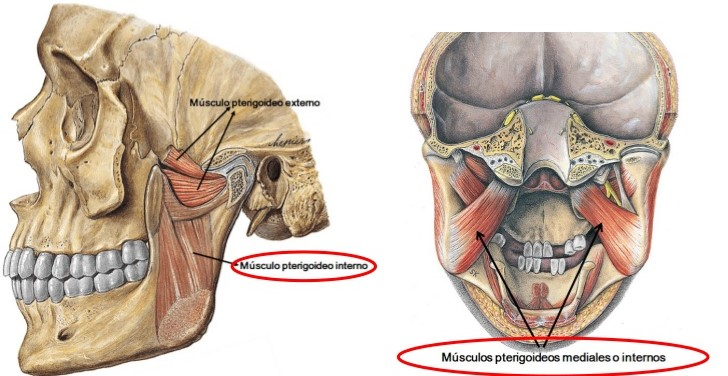 Músculo pterigoideo externo
Músculo pterigoideo interno
Músculos pterigoideos mediales o internos